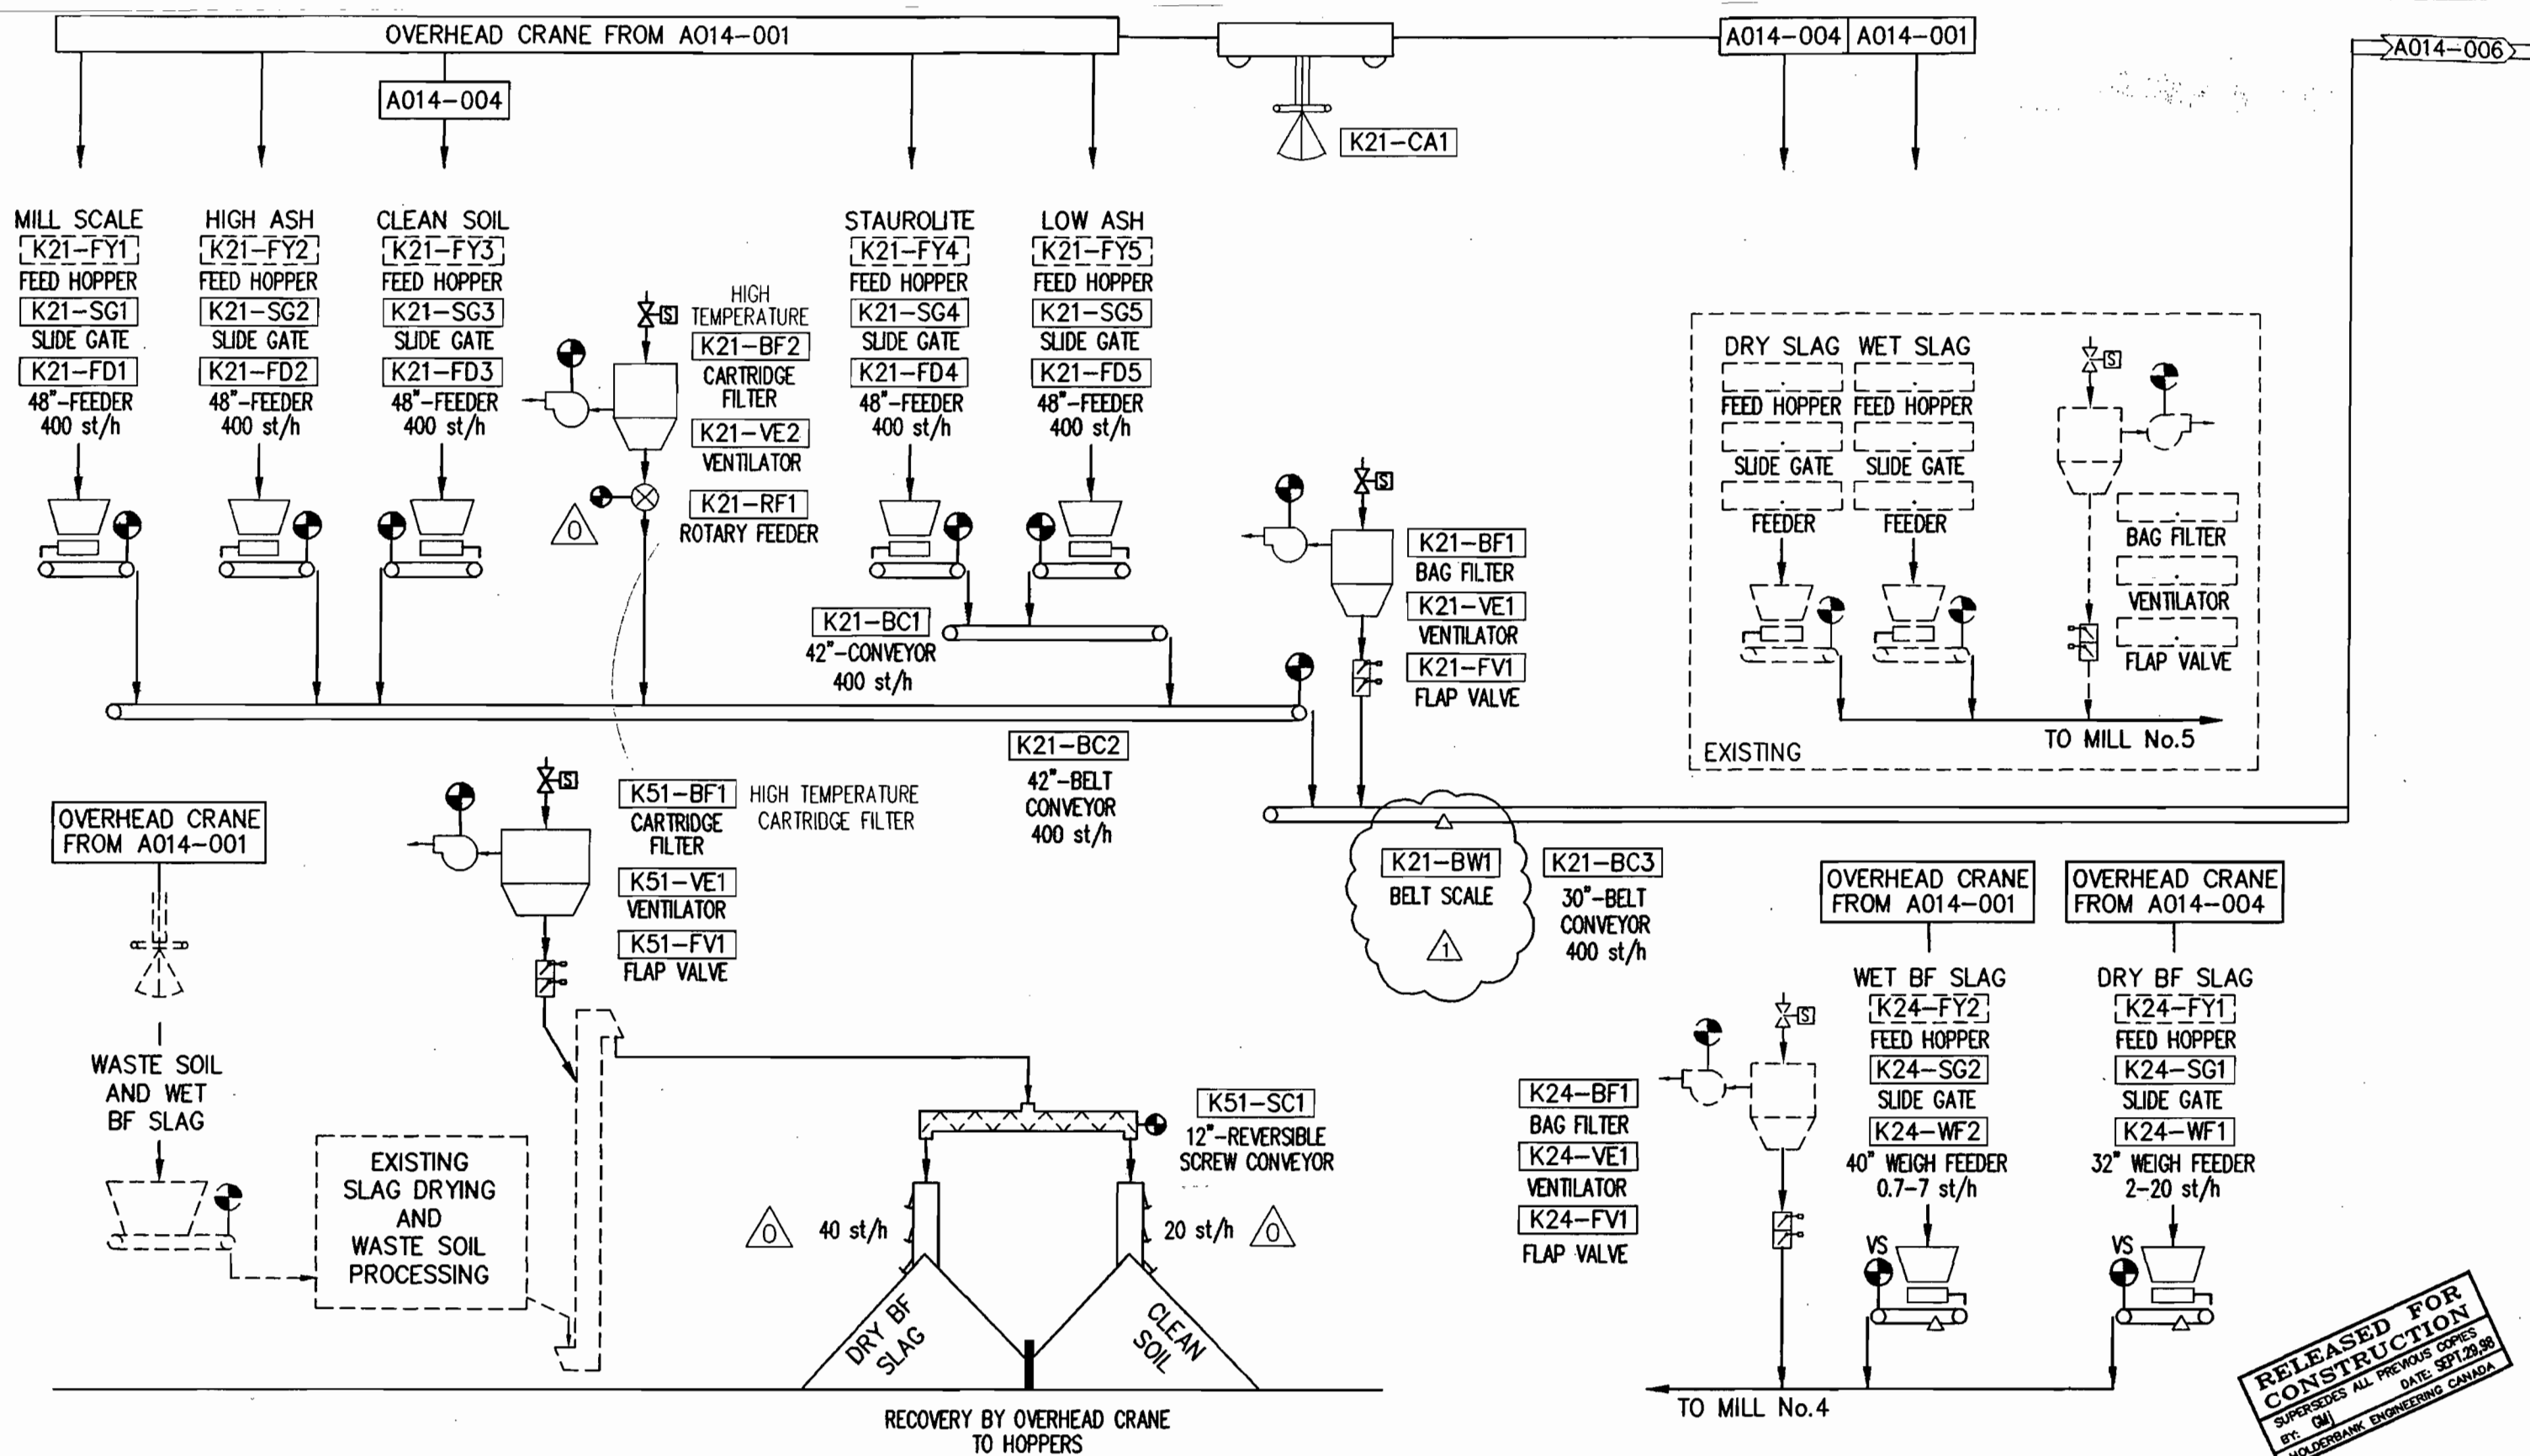 OVERHEAD CRANE FROM A014-001
A014-004
A014-004
A014-001
A014-006
K21-CA1
MILL SCALE
K21-FY1
FEED HOPPER
K21-SG1
SLIDE GATE
K21-FD1
48"-FEEDER
400 st/h
HIGH ASH
K21-FY2
FEED HOPPER
K21-SG2
SLIDE GATE
K21-FD2
48"-FEEDER
400 st/h
CLEAN SOIL
K21-FY3
FEED HOPPER
K21-SG3
SLIDE GATE
K21-FD3
48"-FEEDER
400 st/h
S
HIGH
TEMPERATURE
K21-BF2
CARTRIDGE
FILTER
K21-VE2
VENTILATOR
K21-RF1
ROTARY FEEDER
0
STAUROLITE
K21-FY4
FEED HOPPER
K21-SG4
SLIDE GATE
K21-FD4
48"-FEEDER
400 st/h
LOW ASH
K21-FY5
FEED HOPPER
K21-SG5
SLIDE GATE
K21-FD5
48"-FEEDER
400 st/h
K21-BC1
42"-CONVEYOR
400 st/h
S
K21-BF1
BAG FILTER
K21-VE1
VENTILATOR
K21-FV1
FLAP VALVE
DRY SLAG
FEED HOPPER
SLIDE GATE
FEEDER
WET SLAG
FEED HOPPER
SLIDE GATE
FEEDER
S
BAG FILTER
VENTILATOR
FLAP VALVE
TO MILL No.5
EXISTING
K21-BC2
42"-BELT
CONVEYOR
400 st/h
OVERHEAD CRANE
FROM A014-001
S
K51-BF1
CARTRIDGE
FILTER
HIGH TEMPERATURE
CARTRIDGE FILTER
K51-VE1
VENTILATOR
K51-FV1
FLAP VALVE
K21-BW1
BELT SCALE
1
K21-BC3
30"-BELT
CONVEYOR
400 st/h
WASTE SOIL
AND WET
BF SLAG
EXISTING
SLAG DRYING
AND
WASTE SOIL
PROCESSING
K51-SC1
12"-REVERSIBLE
SCREW CONVEYOR
0
40 st/h
20 st/h
0
DRY BF
SLAG
CLEAN
SOIL
RECOVERY BY OVERHEAD CRANE
TO HOPPERS
S
K24-BF1
BAG FILTER
K24-VE1
VENTILATOR
K24-FV1
FLAP VALVE
OVERHEAD CRANE
FROM A014-001
WET BF SLAG
K24-FY2
FEED HOPPER
K24-SG2
SLIDE GATE
K24-WF2
40" WEIGH FEEDER
0.7-7 st/h
VS
OVERHEAD CRANE
FROM A014-004
DRY BF SLAG
K24-FY1
FEED HOPPER
K24-SG1
SLIDE GATE
K24-WF1
32" WEIGH FEEDER
2-20 st/h
VS
TO MILL No.4
RELEASED FOR
CONSTRUCTION
SUPERSEDES ALL PREVIOUS COPIES
BY: GMJ DATE: SEPT.29,98
HOLDERBANK ENGINEERING CANADA